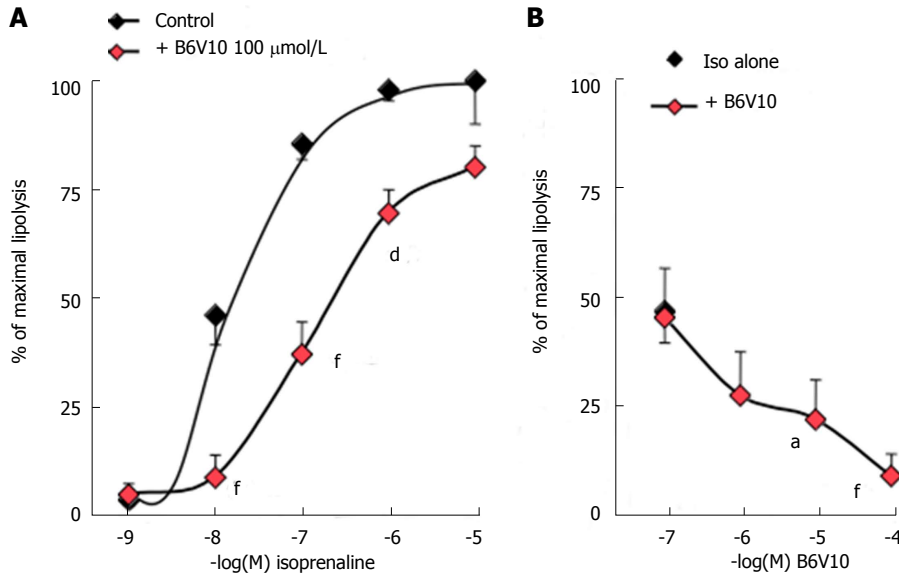 A
Control
+ B6V10 100 μmol/L
% of maximal lipolysis
100
75
50
25
0
d
f
f
-9 -8 -7 -6 -5
-log(M) isoprenaline
B
Iso alone
+ B6V10
% of maximal lipolysis
100
75
50
25
0
a
f
-7 -6 -5 -4
-log(M) B6V10